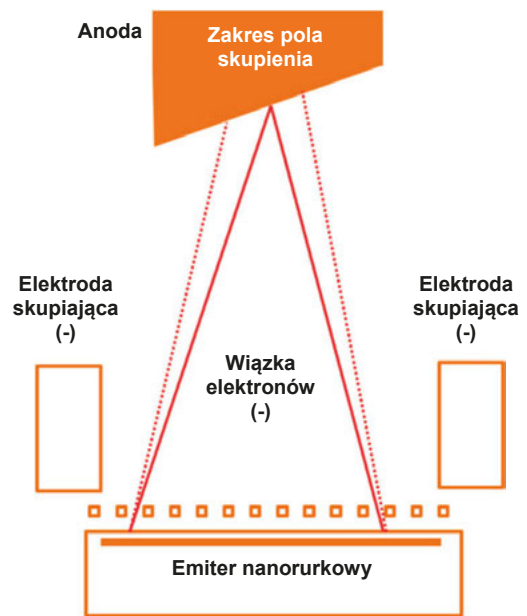 Anoda
Zakres pola
skupienia
Elektroda
skupiająca
(-)
Elektroda
skupiająca
(-)
Wiązka
elektronów
(-)
Emiter nanorurkowy